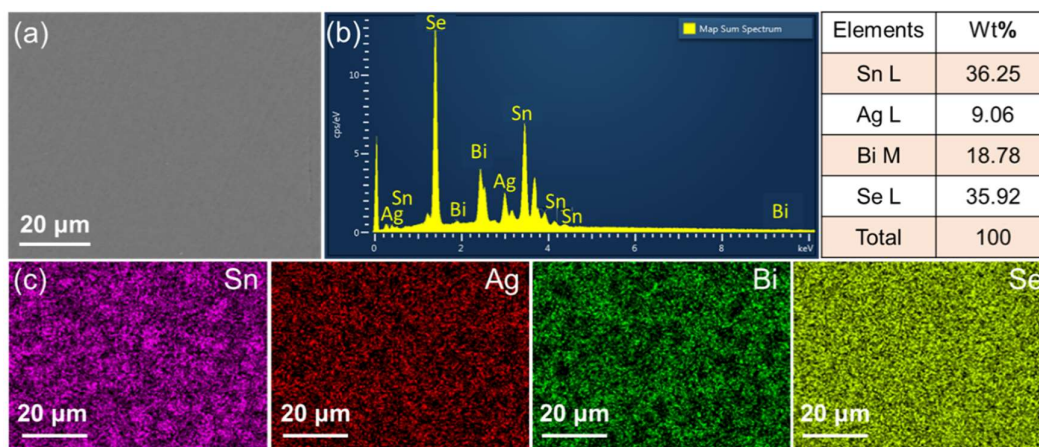 (a)
20 µm
(b)
Map Sum Spectrum
cps/eV
10
5
0
2
4
6
8
keV
Se
Sn
Bi
Ag
Sn
Ag
Bi
Sn
Sn
Bi
Elements Wt%
Sn L 36.25
Ag L 9.06
Bi M 18.78
Se L 35.92
Total 100
(c) Sn
20 µm
Ag
20 µm
Bi
20 µm
Se
20 µm